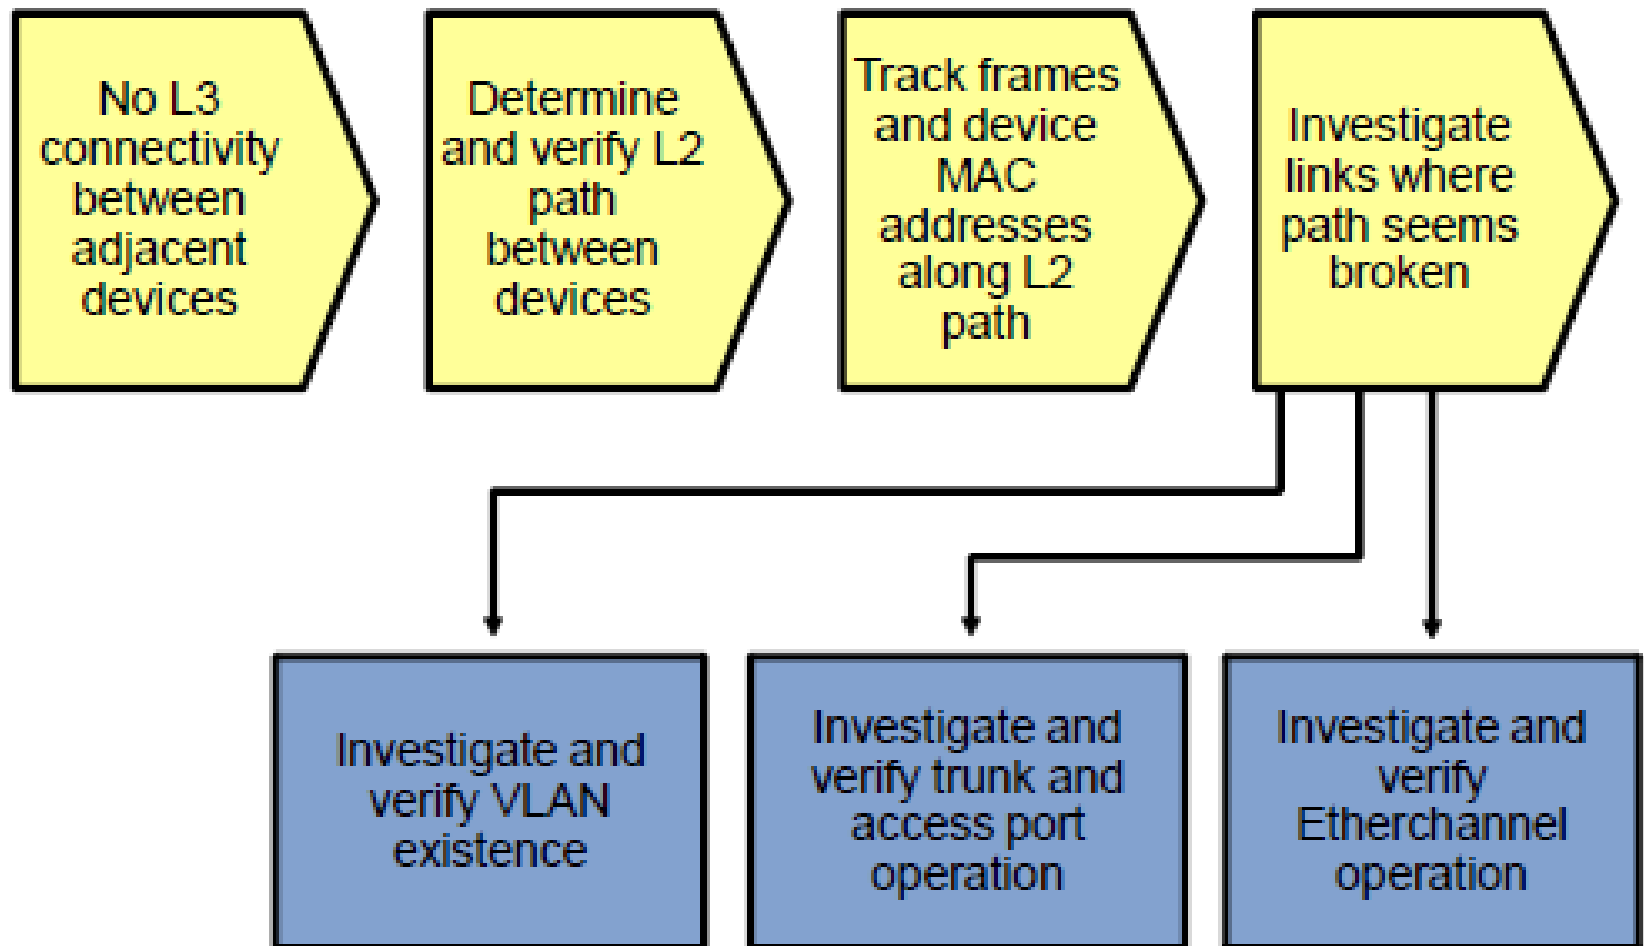 No L3
connectivity
between
adjacent
devices
Determine
and verify L2
path
between
devices
Track frames
and device
MAC
addresses
along L2
path
Investigate
links where
path seems
broken
Investigate and
verify VLAN
existence
Investigate and
verify trunk and
access port
operation
Investigate and
verify
Etherchannel
operation